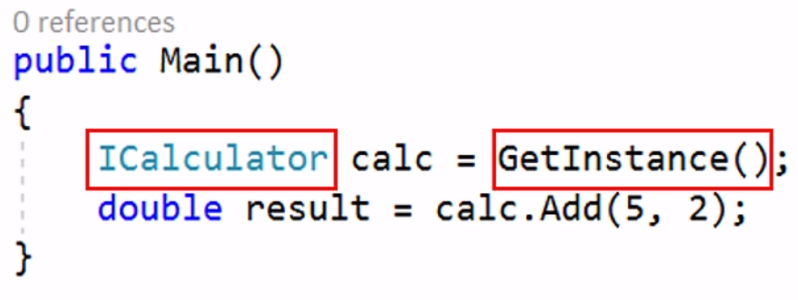 0 references
public Main()
{
ICalculator calc = GetInstance();
double result = calc.Add(5, 2);
}